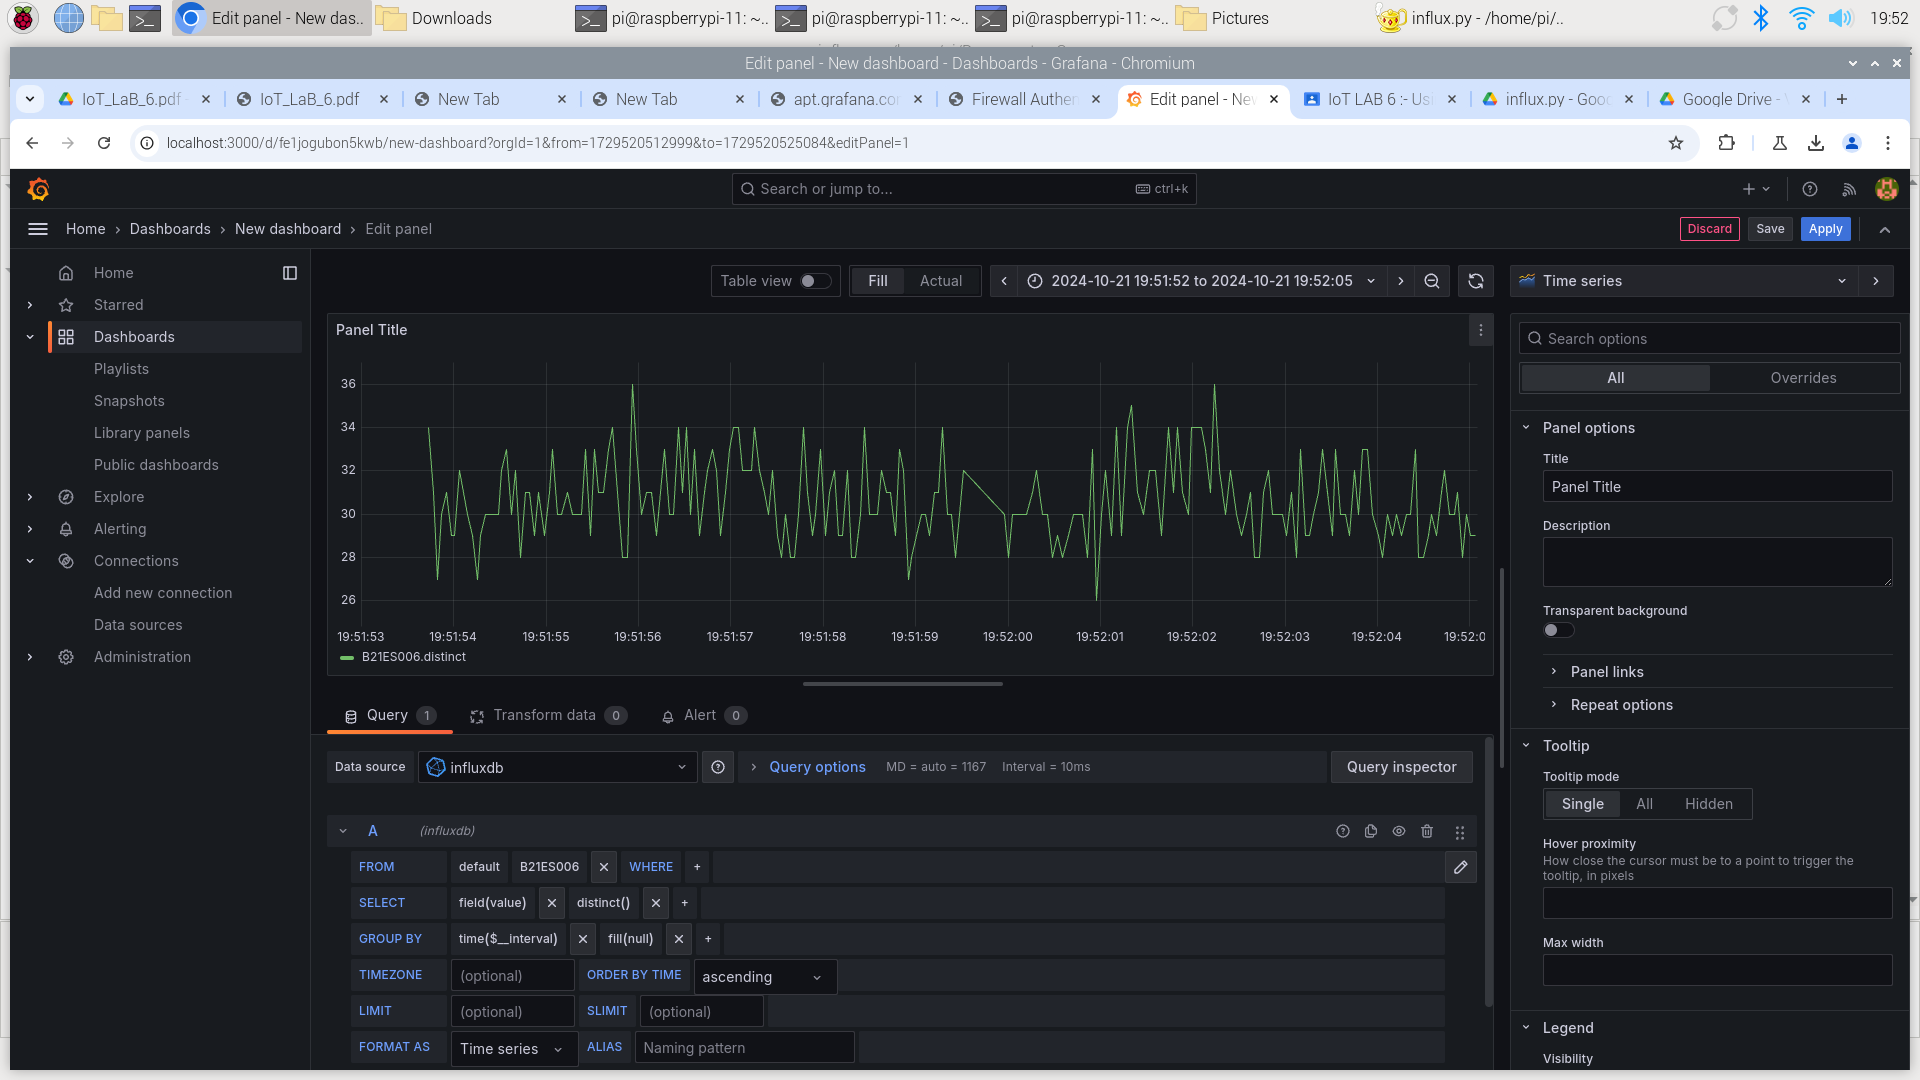 Edit panel - New das..
Downloads
pi@raspberrypi-11: ~..
pi@raspberrypi-11: ~..
pi@raspberrypi-11: ~..
Pictures
influx.py - /home/pi/..
19:52
Edit panel - New dashboard - Dashboards - Grafana - Chromium
IoT_LaB_6.pdf
IoT_LaB_6.pdf
New Tab
New Tab
apt.grafana.co
Firewall Authen
Edit panel - New
IoT LAB 6 :- Usi
influx.py - Goo
Google Drive -
localhost:3000/d/fe1jogubon5kwb/new-dashboard?orgId=1&from=1729520512999&to=1729520525084&editPanel=1
Search or jump to...
ctrl+k
Home › Dashboards › New dashboard › Edit panel
Discard
Save
Apply
Home
Starred
Dashboards
Playlists
Snapshots
Library panels
Public dashboards
Explore
Alerting
Connections
Add new connection
Data sources
Administration
Table view
Fill
Actual
2024-10-21 19:51:52 to 2024-10-21 19:52:05
Time series
Panel Title
36
34
32
30
28
26
19:51:53
19:51:54
19:51:55
19:51:56
19:51:57
19:51:58
19:51:59
19:52:00
19:52:01
19:52:02
19:52:03
19:52:04
19:52:0
B21ES006.distinct
Query 1
Transform data 0
Alert 0
Data source
influxdb
Query options
MD = auto = 1167
Interval = 10ms
Query inspector
A
(influxdb)
FROM default B21ES006 WHERE +
SELECT field(value) distinct() +
GROUP BY time($__interval) fill(null) +
TIMEZONE (optional) ORDER BY TIME ascending
LIMIT (optional) SLIMIT (optional)
FORMAT AS Time series ALIAS Naming pattern
Search options
All
Overrides
Panel options
Title
Panel Title
Description
Transparent background
Panel links
Repeat options
Tooltip
Tooltip mode
Single
All
Hidden
Hover proximity
How close the cursor must be to a point to trigger the
tooltip, in pixels
Max width
Legend
Visibility